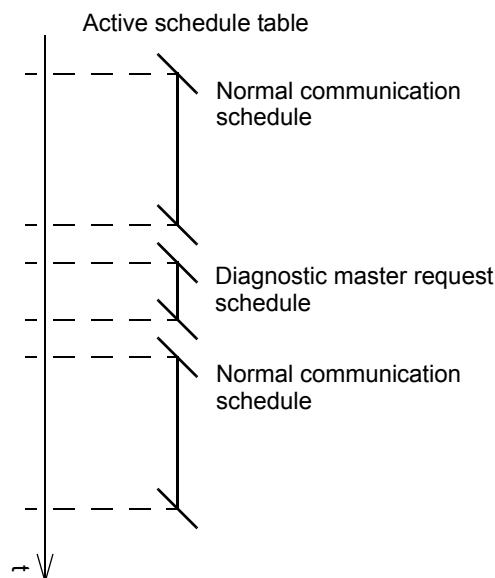 Active schedule table
Normal communication
schedule
Diagnostic master request
schedule
Normal communication
schedule
t